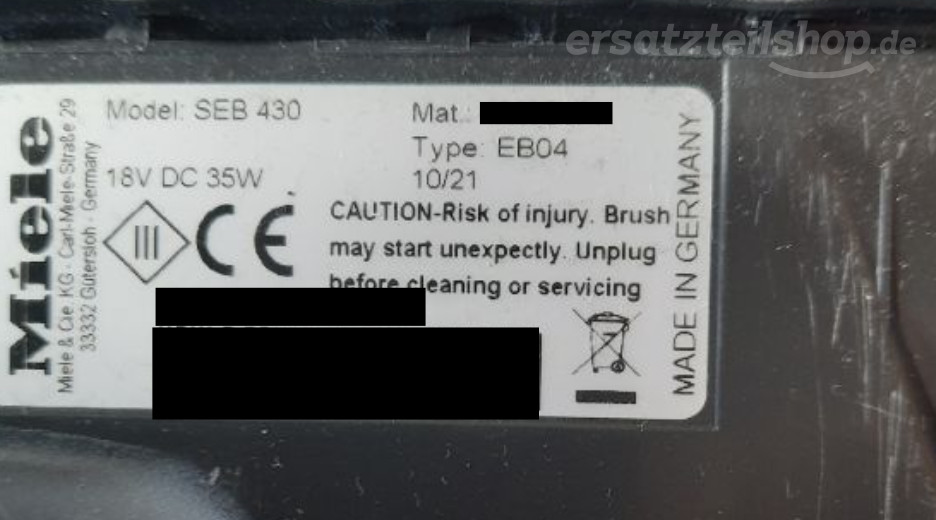 ersatzteilshop.de
Miele
Miele & Cie. KG · Carl-Miele-Straße 29
33332 Gütersloh · Germany
Model: SEB 430
18V DC 35W
Mat.:
Type: EB04
10/21
III
CE
CAUTION-Risk of injury. Brush
may start unexpectly. Unplug
before cleaning or servicing
MADE IN GERMANY